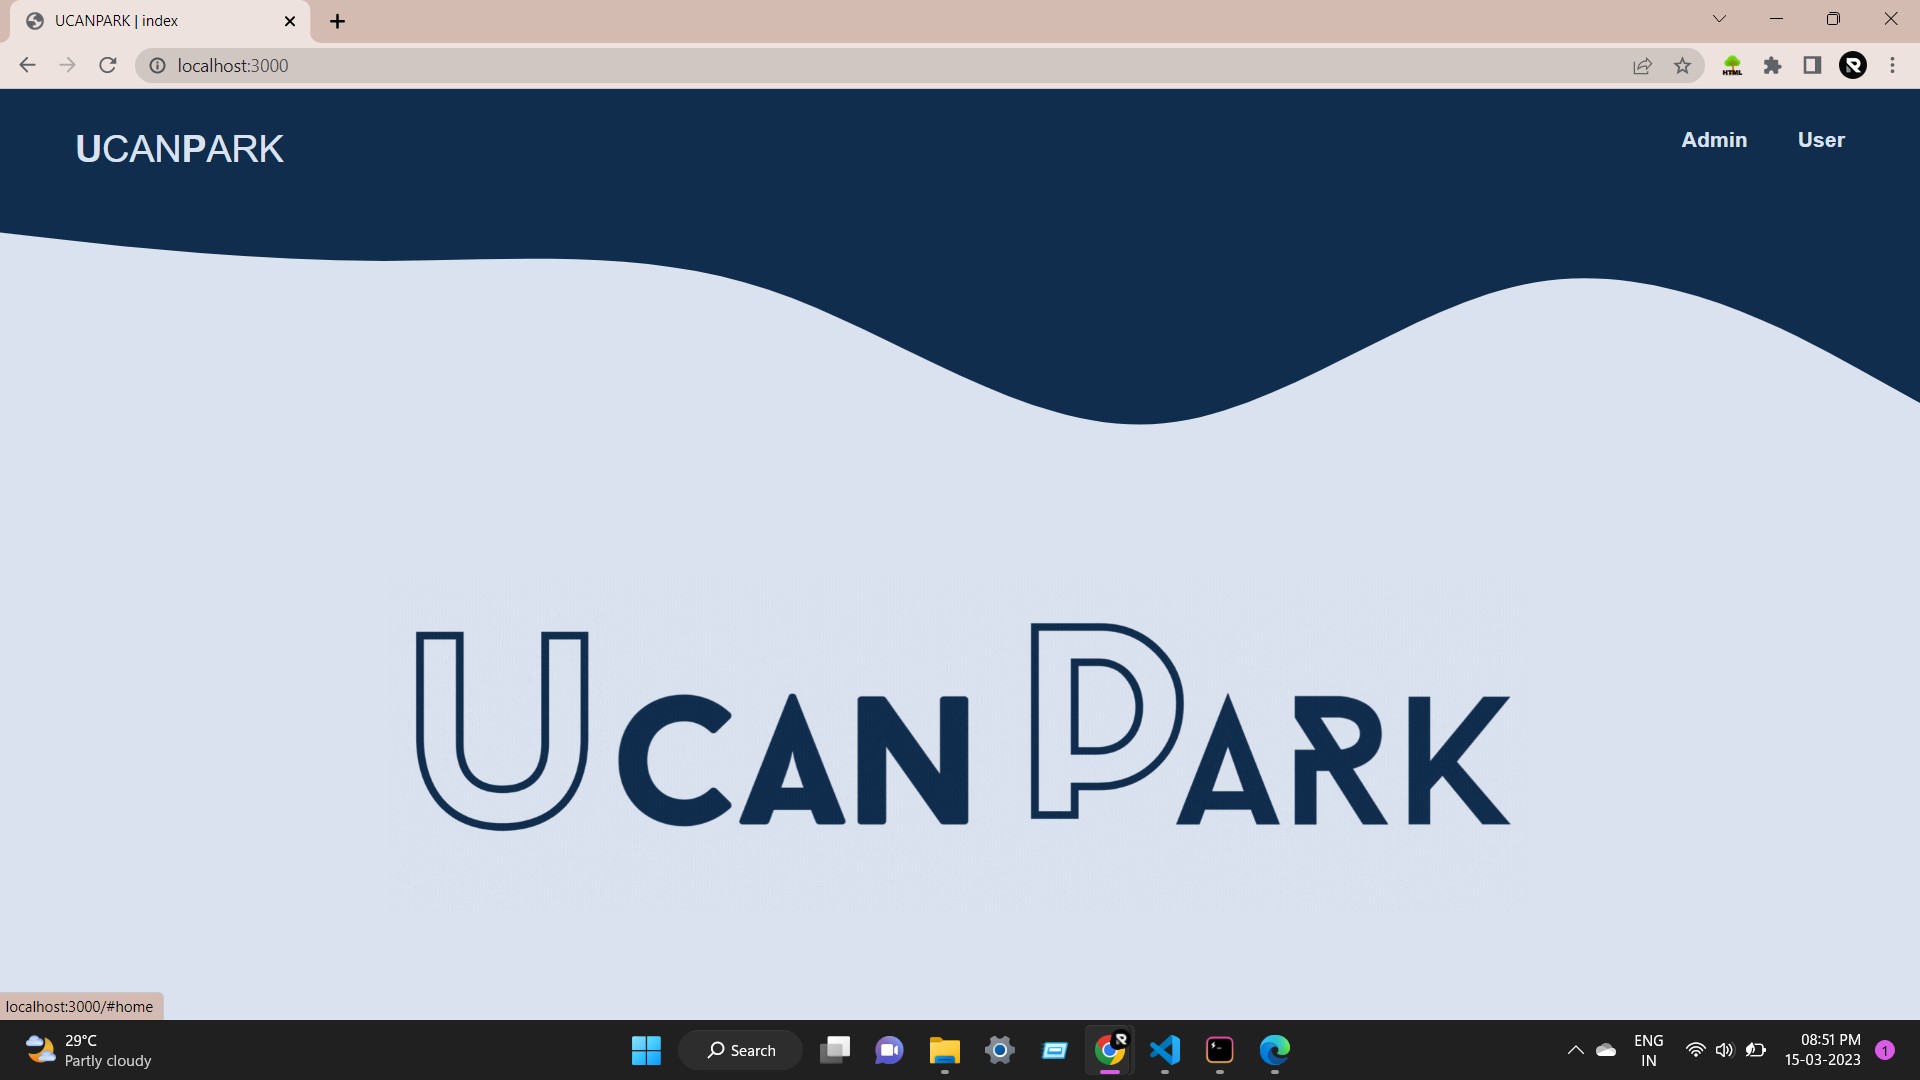 UCANPARK | index
localhost:3000
HTML
R
UCANPARK
Admin
User
UCAN PARK
localhost:3000/#home
29°C
Partly cloudy
Search
R
ENG
IN
08:51 PM
15-03-2023
1